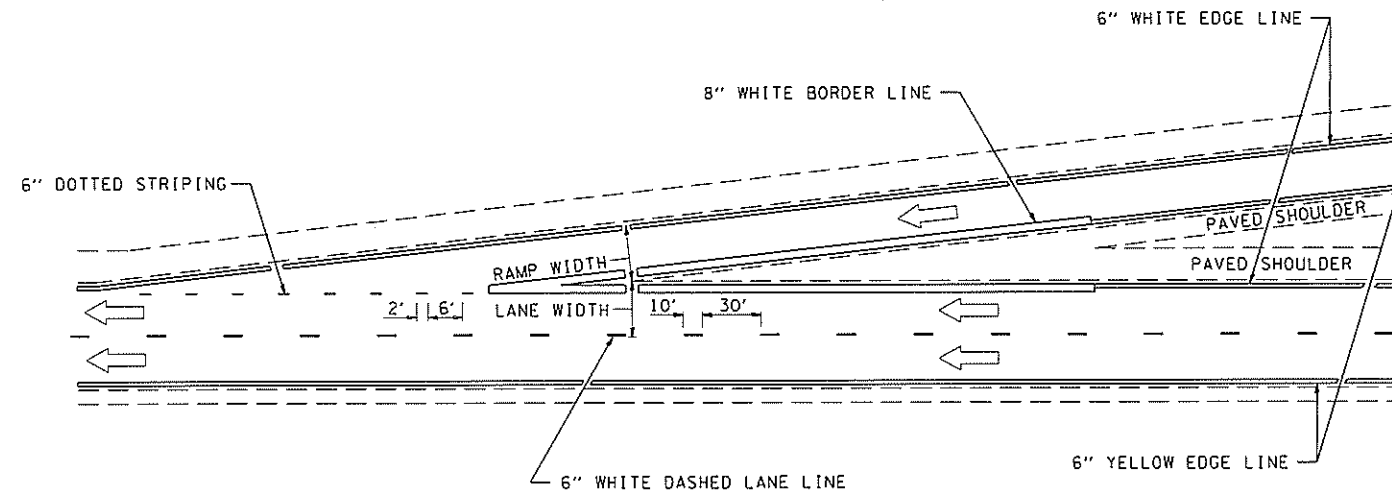 6" WHITE EDGE LINE
8" WHITE BORDER LINE
6" DOTTED STRIPING
PAVED SHOULDER
RAMP WIDTH
PAVED SHOULDER
2' 6'
LANE WIDTH
10' 30'
6" YELLOW EDGE LINE
6" WHITE DASHED LANE LINE